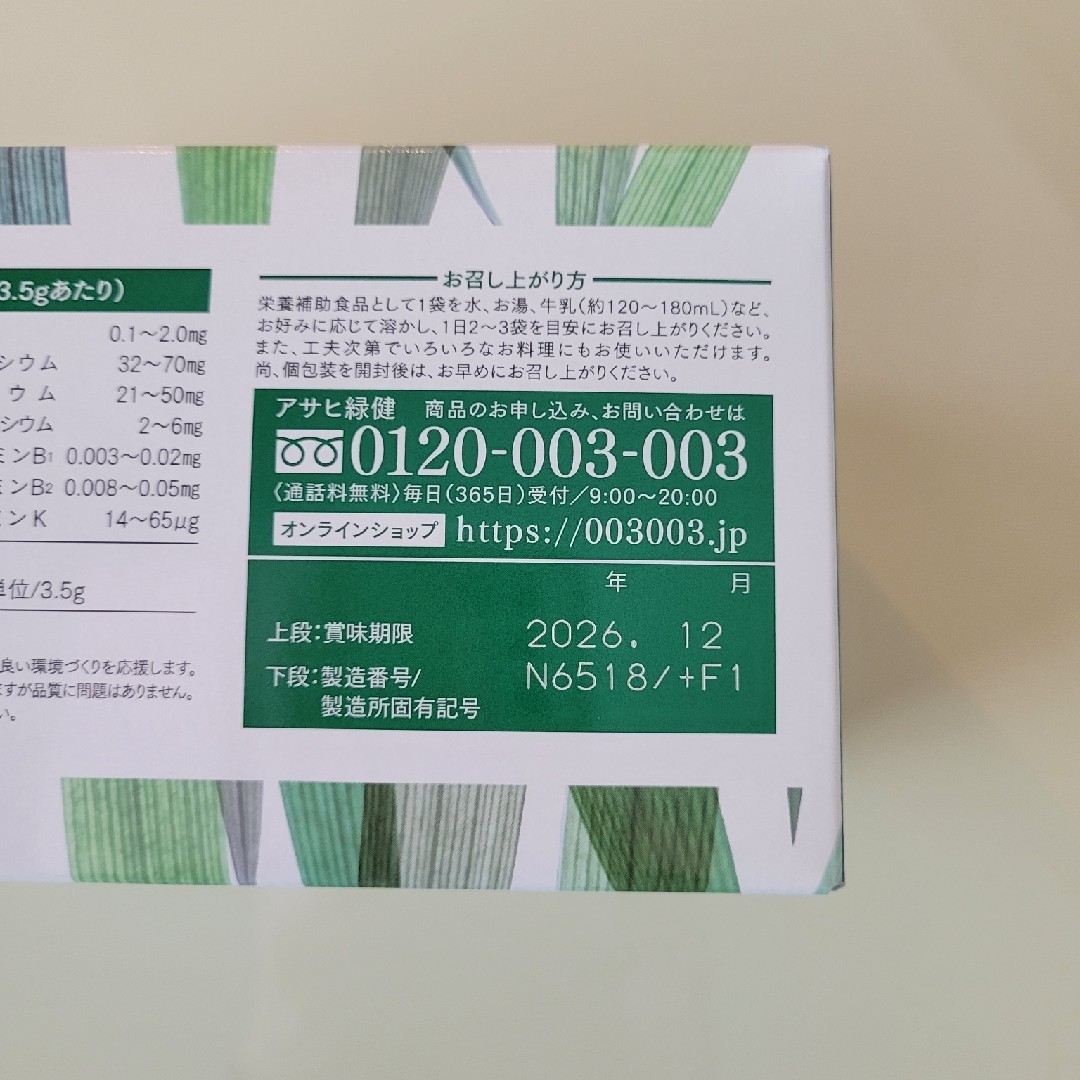 3.5gあたり）
0.1～2.0mg
シウム 32～70mg
ウム 21～50mg
シウム 2～6mg
ミンB1 0.003～0.02mg
ミンB2 0.008～0.05mg
ミンK 14～65μg
単位/3.5g
良い環境づくりを応援します。
ますが品質に問題はありません。
い。
お召し上がり方
栄養補助食品として1袋を水、お湯、牛乳（約120～180mL）など、
お好みに応じて溶かし、1日2～3袋を目安にお召し上がりください。
また、工夫次第でいろいろなお料理にもお使いいただけます。
尚、個包装を開封後は、お早めにお召し上がりください。
アサヒ緑健 商品のお申し込み、お問い合わせは
0120-003-003
〈通話料無料〉毎日（365日）受付／9:00～20:00
オンラインショップ https://003003.jp
年 月
上段：賞味期限 2026. 12
下段：製造番号/ N6518/+F1
製造所固有記号